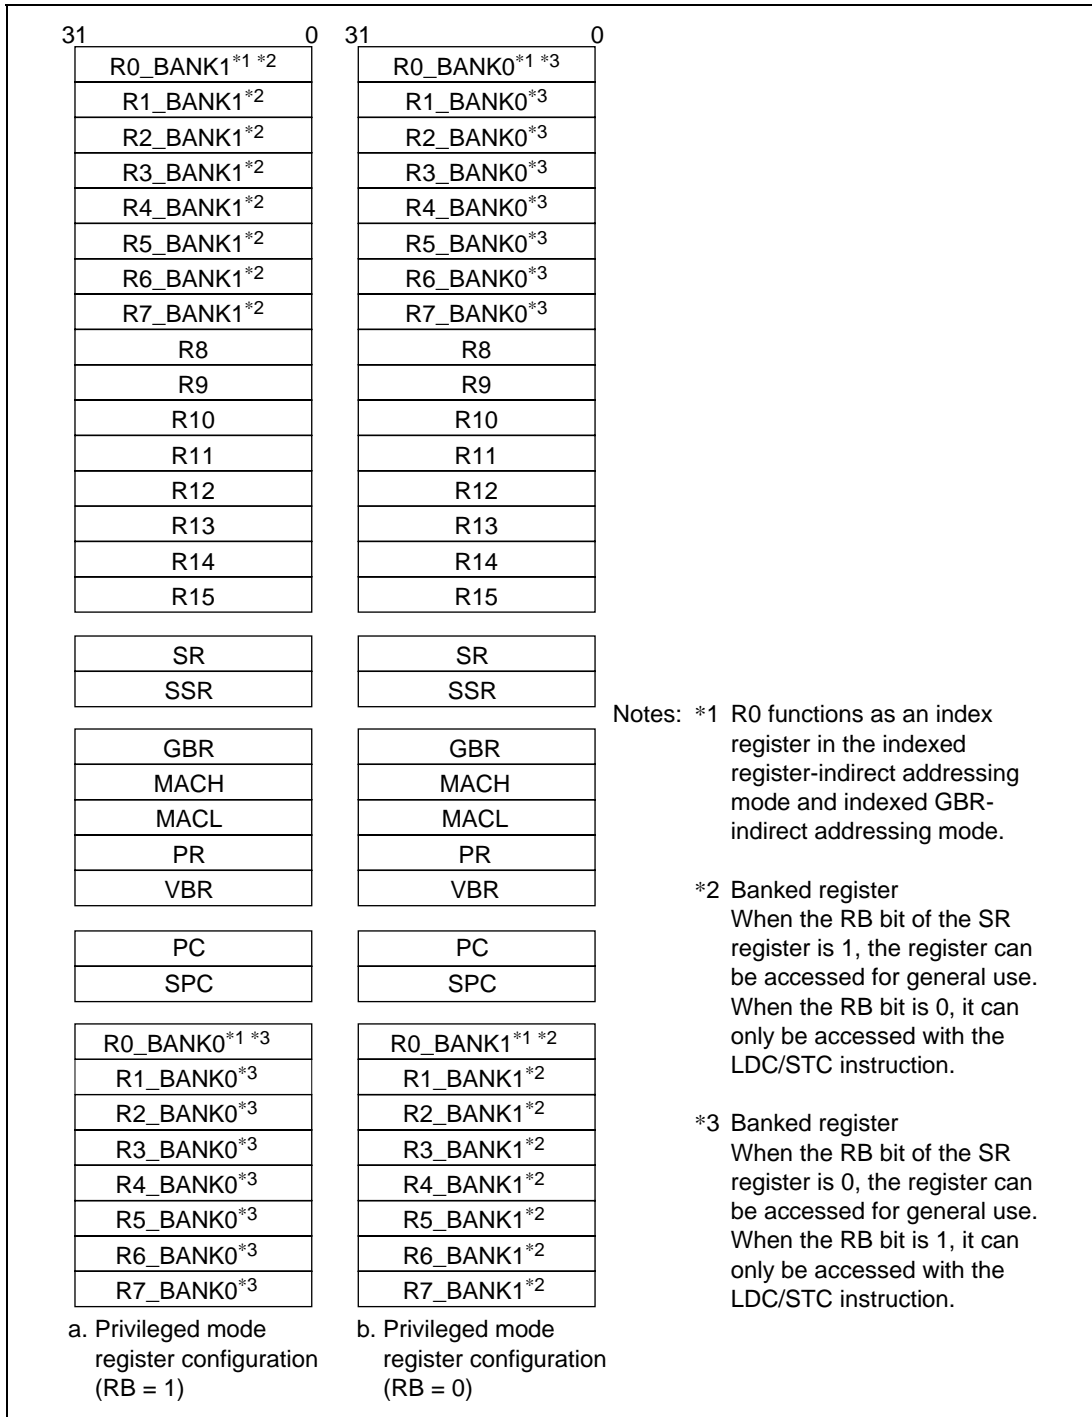 31 0 31 0
R0_BANK1*1 *2 R0_BANK0*1 *3
R1_BANK1*2 R1_BANK0*3
R2_BANK1*2 R2_BANK0*3
R3_BANK1*2 R3_BANK0*3
R4_BANK1*2 R4_BANK0*3
R5_BANK1*2 R5_BANK0*3
R6_BANK1*2 R6_BANK0*3
R7_BANK1*2 R7_BANK0*3
R8 R8
R9 R9
R10 R10
R11 R11
R12 R12
R13 R13
R14 R14
R15 R15
SR SR
SSR SSR
GBR GBR
MACH MACH
MACL MACL
PR PR
VBR VBR
PC PC
SPC SPC
R0_BANK0*1 *3 R0_BANK1*1 *2
R1_BANK0*3 R1_BANK1*2
R2_BANK0*3 R2_BANK1*2
R3_BANK0*3 R3_BANK1*2
R4_BANK0*3 R4_BANK1*2
R5_BANK0*3 R5_BANK1*2
R6_BANK0*3 R6_BANK1*2
R7_BANK0*3 R7_BANK1*2
a. Privileged mode
register configuration
(RB = 1)
b. Privileged mode
register configuration
(RB = 0)
Notes: *1 R0 functions as an index
register in the indexed
register-indirect addressing
mode and indexed GBR-
indirect addressing mode.
*2 Banked register
When the RB bit of the SR
register is 1, the register can
be accessed for general use.
When the RB bit is 0, it can
only be accessed with the
LDC/STC instruction.
*3 Banked register
When the RB bit of the SR
register is 0, the register can
be accessed for general use.
When the RB bit is 1, it can
only be accessed with the
LDC/STC instruction.